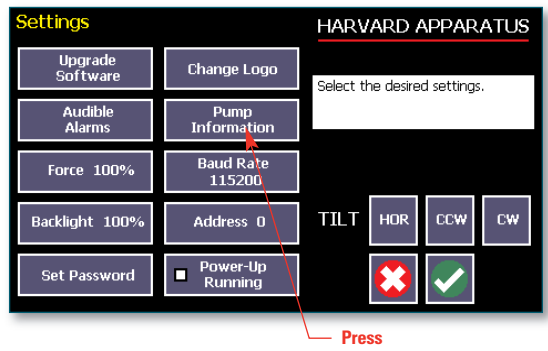 Settings
HARVARD APPARATUS
Upgrade
Software
Change Logo
Select the desired settings.
Audible
Alarms
Pump
Information
Force 100%
Baud Rate
115200
Backlight 100%
Address 0
TILT
HOR
CCW
CW
Set Password
Power-Up
Running
Press